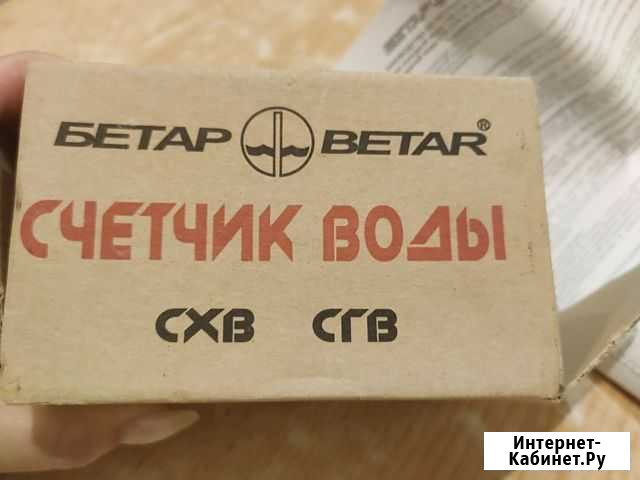 БЕТАР BETAR®
СЧЕТЧИК ВОДЫ
СХВ СГВ
Интернет-
Кабинет.Ру